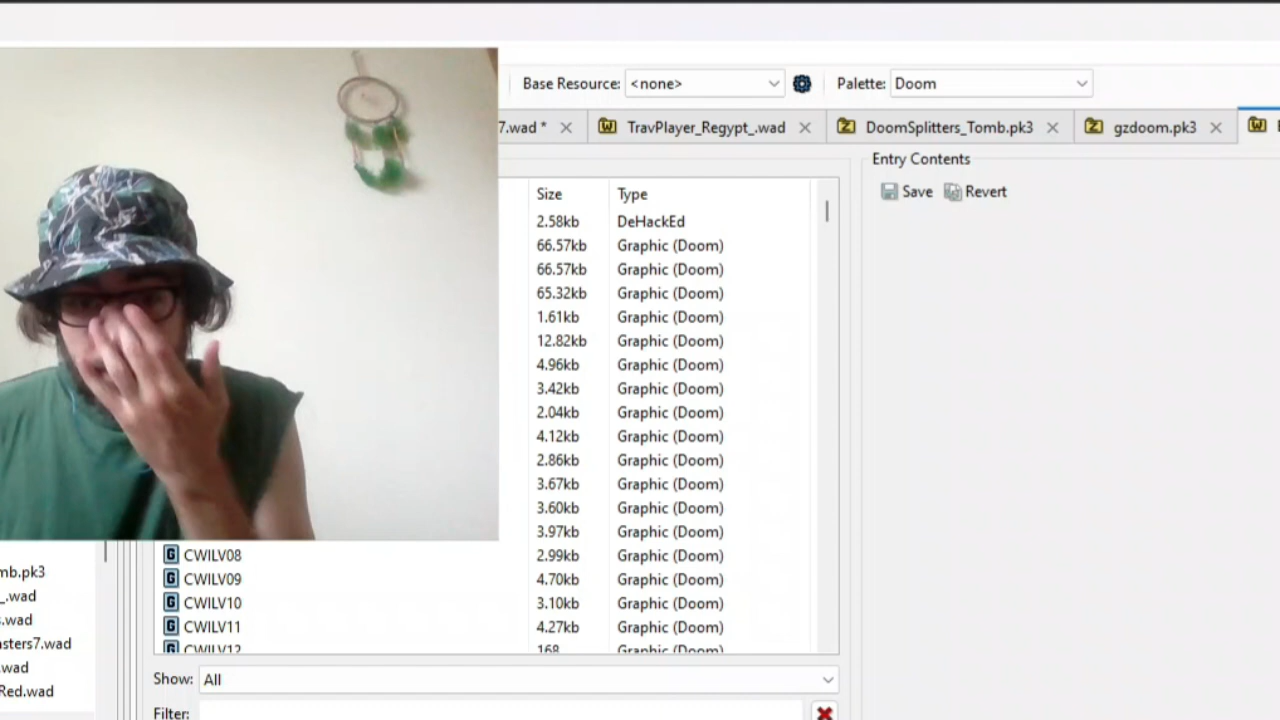 Base Resource: <none> Palette: Doom
7.wad * TravPlayer_Regypt_.wad DoomSplitters_Tomb.pk3 gzdoom.pk3
Entry Contents
Size Type
Save Revert
2.58kb DeHackEd
66.57kb Graphic (Doom)
66.57kb Graphic (Doom)
65.32kb Graphic (Doom)
1.61kb Graphic (Doom)
12.82kb Graphic (Doom)
4.96kb Graphic (Doom)
3.42kb Graphic (Doom)
2.04kb Graphic (Doom)
4.12kb Graphic (Doom)
2.86kb Graphic (Doom)
3.67kb Graphic (Doom)
3.60kb Graphic (Doom)
3.97kb Graphic (Doom)
CWILV08 2.99kb Graphic (Doom)
CWILV09 4.70kb Graphic (Doom)
CWILV10 3.10kb Graphic (Doom)
CWILV11 4.27kb Graphic (Doom)
CWILV12 168 Graphic (Doom)
mb.pk3
_.wad
s.wad
asters7.wad
.wad
Red.wad
Show: All
Filter: